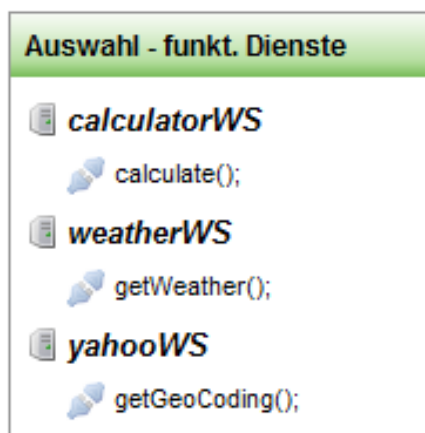 Auswahl - funkt. Dienste
calculatorWS
calculate();
weatherWS
getWeather();
yahooWS
getGeoCoding();